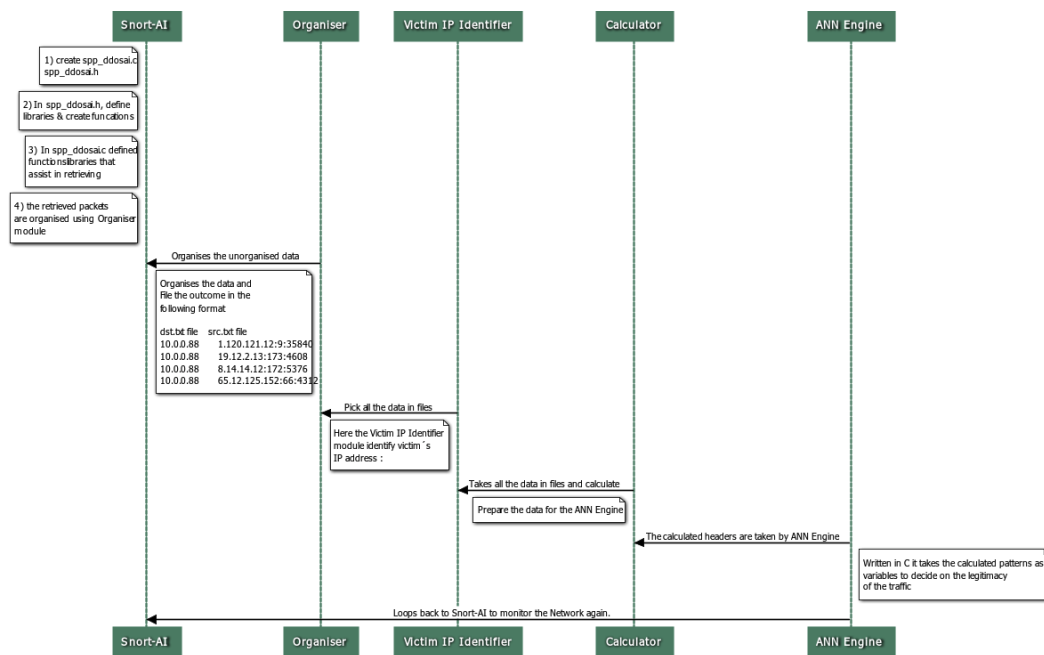 Snort-AI
Organiser
Victim IP Identifier
Calculator
ANN Engine
1) create spp_ddosai.c
spp_ddosai.h
2) In spp_ddosai.h, define
libraries & create funcations
3) In spp_ddosai.c defined
functionslibraries that
assist in retrieving
4) the retrieved packets
are organised using Organiser
module
Organises the unorganised data
Organises the data and
File the outcome in the
following format
dst.txt file src.txt file
10.0.0.88 1.120.121.12:9:35840
10.0.0.88 19.12.2.13:173:4608
10.0.0.88 8.14.14.12:172:5376
10.0.0.88 65.12.125.152:66:4312
Pick all the data in files
Here the Victim IP Identifier
module identify victim´s
IP address :
Takes all the data in files and calculate
Prepare the data for the ANN Engine
The calculated headers are taken by ANN Engine
Written in C it takes the calculated patterns as
variables to decide on the legitimacy
of the traffic
Loops back to Snort-AI to monitor the Network again.
Snort-AI
Organiser
Victim IP Identifier
Calculator
ANN Engine